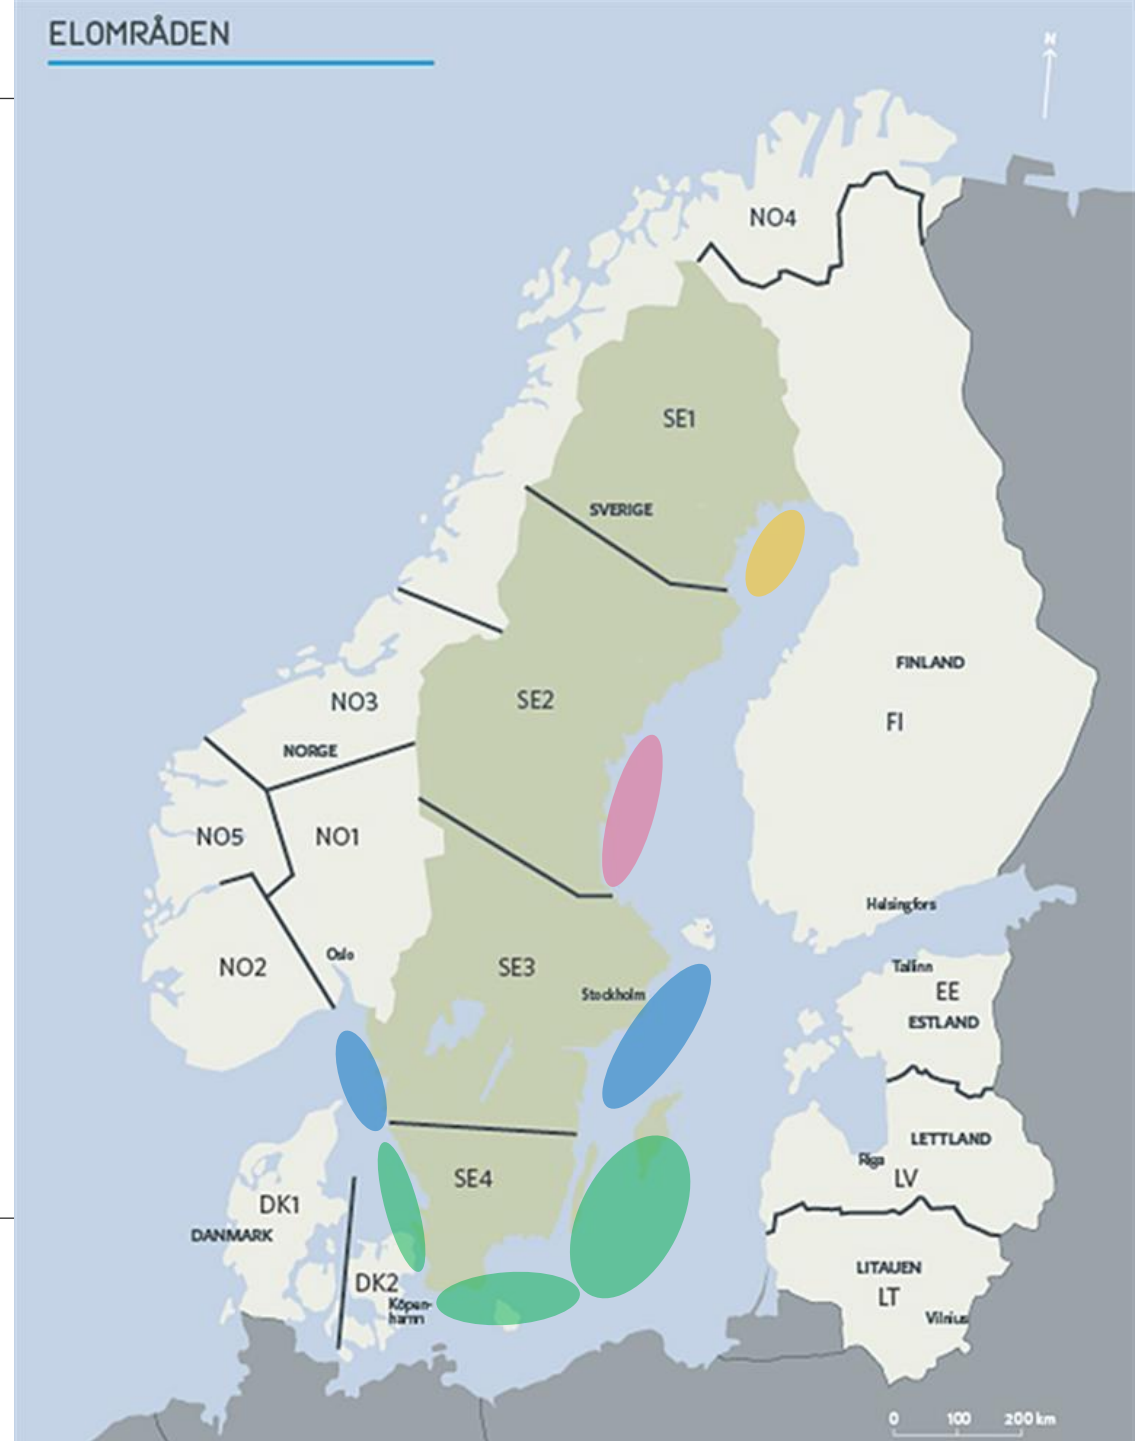 ELOMRÅDEN
N
NO4
SE1
SVERIGE
FINLAND
SE2
NO3
FI
NORGE
NO5
NO1
Helsingfors
Oslo
NO2
SE3
Tallinn
Stockholm
EE
ESTLAND
LETTLAND
Riga
SE4
LV
DK1
DANMARK
LITAUEN
DK2
LT
Köpen-
hamn
Vilnius
0 100 200 km